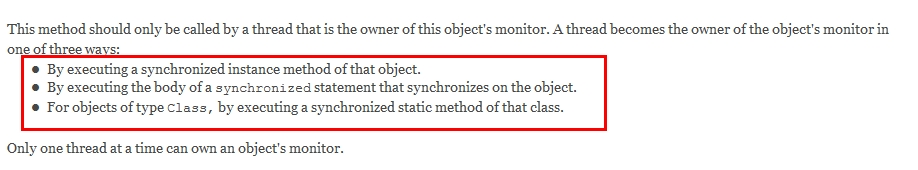 This method should only be called by a thread that is the owner of this object's monitor. A thread becomes the owner of the object's monitor in
one of three ways:
● By executing a synchronized instance method of that object.
● By executing the body of a synchronized statement that synchronizes on the object.
● For objects of type Class, by executing a synchronized static method of that class.
Only one thread at a time can own an object's monitor.